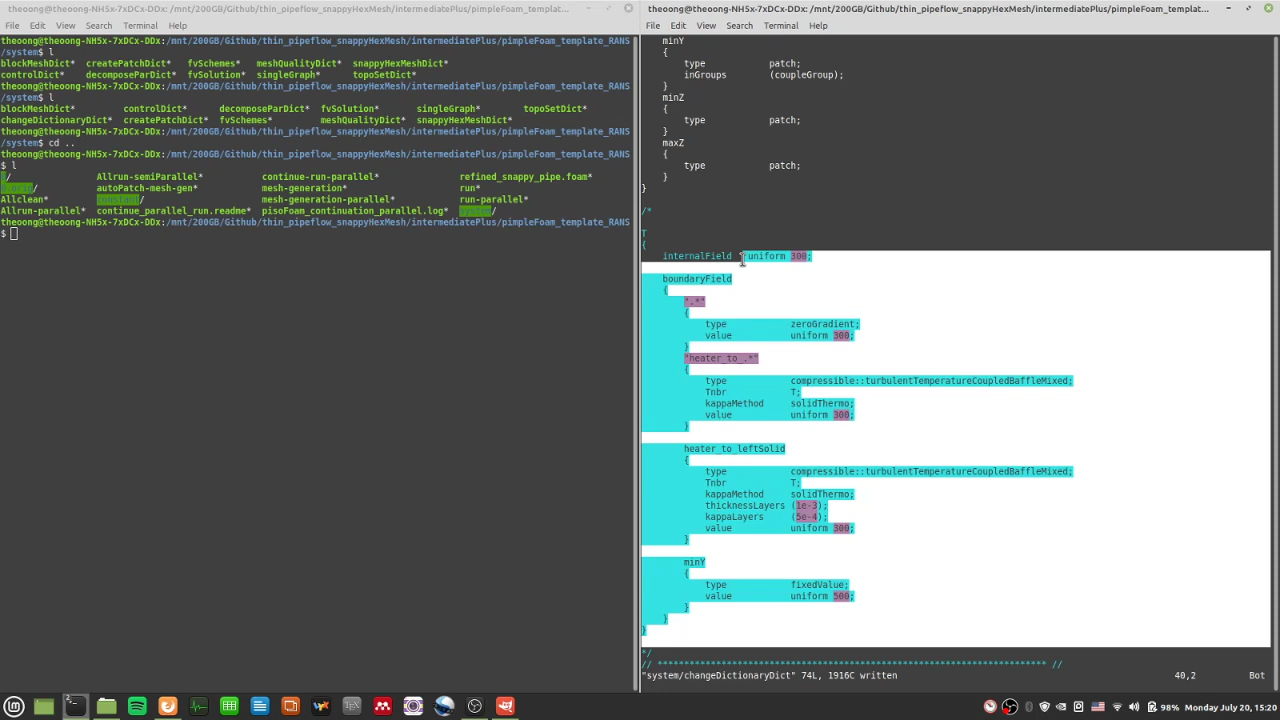 theoong@theoong-NH5x-7xDCx-DDx: /mnt/200GB/Github/thin_pipeflow_snappyHexMesh/intermediatePlus/pimpleFoam_templat...
File Edit View Search Terminal Help
theoong@theoong-NH5x-7xDCx-DDx:/mnt/200GB/Github/thin_pipeflow_snappyHexMesh/intermediatePlus/pimpleFoam_template_RANS
/system$ l
blockMeshDict* createPatchDict* fvSchemes* meshQualityDict* snappyHexMeshDict*
controlDict* decomposeParDict* fvSolution* singleGraph* topoSetDict*
theoong@theoong-NH5x-7xDCx-DDx:/mnt/200GB/Github/thin_pipeflow_snappyHexMesh/intermediatePlus/pimpleFoam_template_RANS
/system$ l
blockMeshDict* controlDict* decomposeParDict* fvSolution* singleGraph* topoSetDict*
changeDictionaryDict* createPatchDict* fvSchemes* meshQualityDict* snappyHexMeshDict*
theoong@theoong-NH5x-7xDCx-DDx:/mnt/200GB/Github/thin_pipeflow_snappyHexMesh/intermediatePlus/pimpleFoam_template_RANS
/system$ cd ..
theoong@theoong-NH5x-7xDCx-DDx:/mnt/200GB/Github/thin_pipeflow_snappyHexMesh/intermediatePlus/pimpleFoam_template_RANS
$ l
/ Allrun-semiParallel* continue-run-parallel* refined_snappy_pipe.foam*
/ autoPatch-mesh-gen* mesh-generation* run*
Allclean* constant/ mesh-generation-parallel* run-parallel*
Allrun-parallel* continue_parallel_run.readme* pisoFoam_continuation_parallel.log* system/
theoong@theoong-NH5x-7xDCx-DDx:/mnt/200GB/Github/thin_pipeflow_snappyHexMesh/intermediatePlus/pimpleFoam_template_RANS
$
theoong@theoong-NH5x-7xDCx-DDx: /mnt/200GB/Github/thin_pipeflow_snappyHexMesh/intermediatePlus/pimpleFoam_templat...
File Edit View Search Terminal Help
minY
{
type patch;
inGroups (coupleGroup);
}
minZ
{
type patch;
}
maxZ
{
type patch;
}
}
/*
T
{
internalField uniform 300;
boundaryField
{
".*"
{
type zeroGradient;
value uniform 300;
}
"heater_to_.*"
{
type compressible::turbulentTemperatureCoupledBaffleMixed;
Tnbr T;
kappaMethod solidThermo;
value uniform 300;
}
heater_to_leftSolid
{
type compressible::turbulentTemperatureCoupledBaffleMixed;
Tnbr T;
kappaMethod solidThermo;
thicknessLayers (1e-3);
kappaLayers (5e-4);
value uniform 300;
}
minY
{
type fixedValue;
value uniform 500;
}
}
}
*/
// ************************************************************************* //
"system/changeDictionaryDict" 74L, 1916C written 40,2 Bot
98% Monday July 20, 15:20